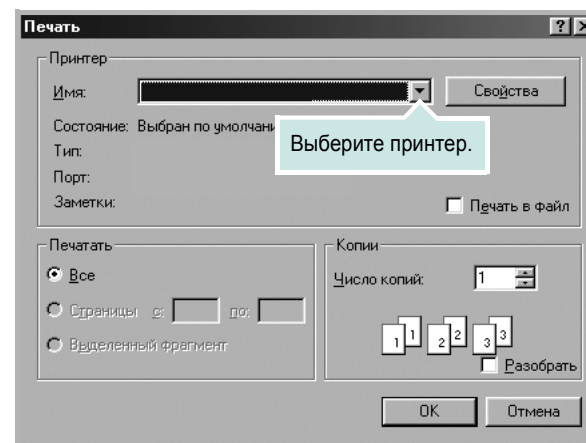 Печать
Принтер
Имя:
Свойства
Состояние: Выбран по умолчани
Выберите принтер.
Тип:
Порт:
Заметки:
Печать в файл
Печатать
Все
Страницы с: по:
Выделенный фрагмент
Копии
Число копий: 1
1 1 2 2 3 3
Разобрать
OK
Отмена